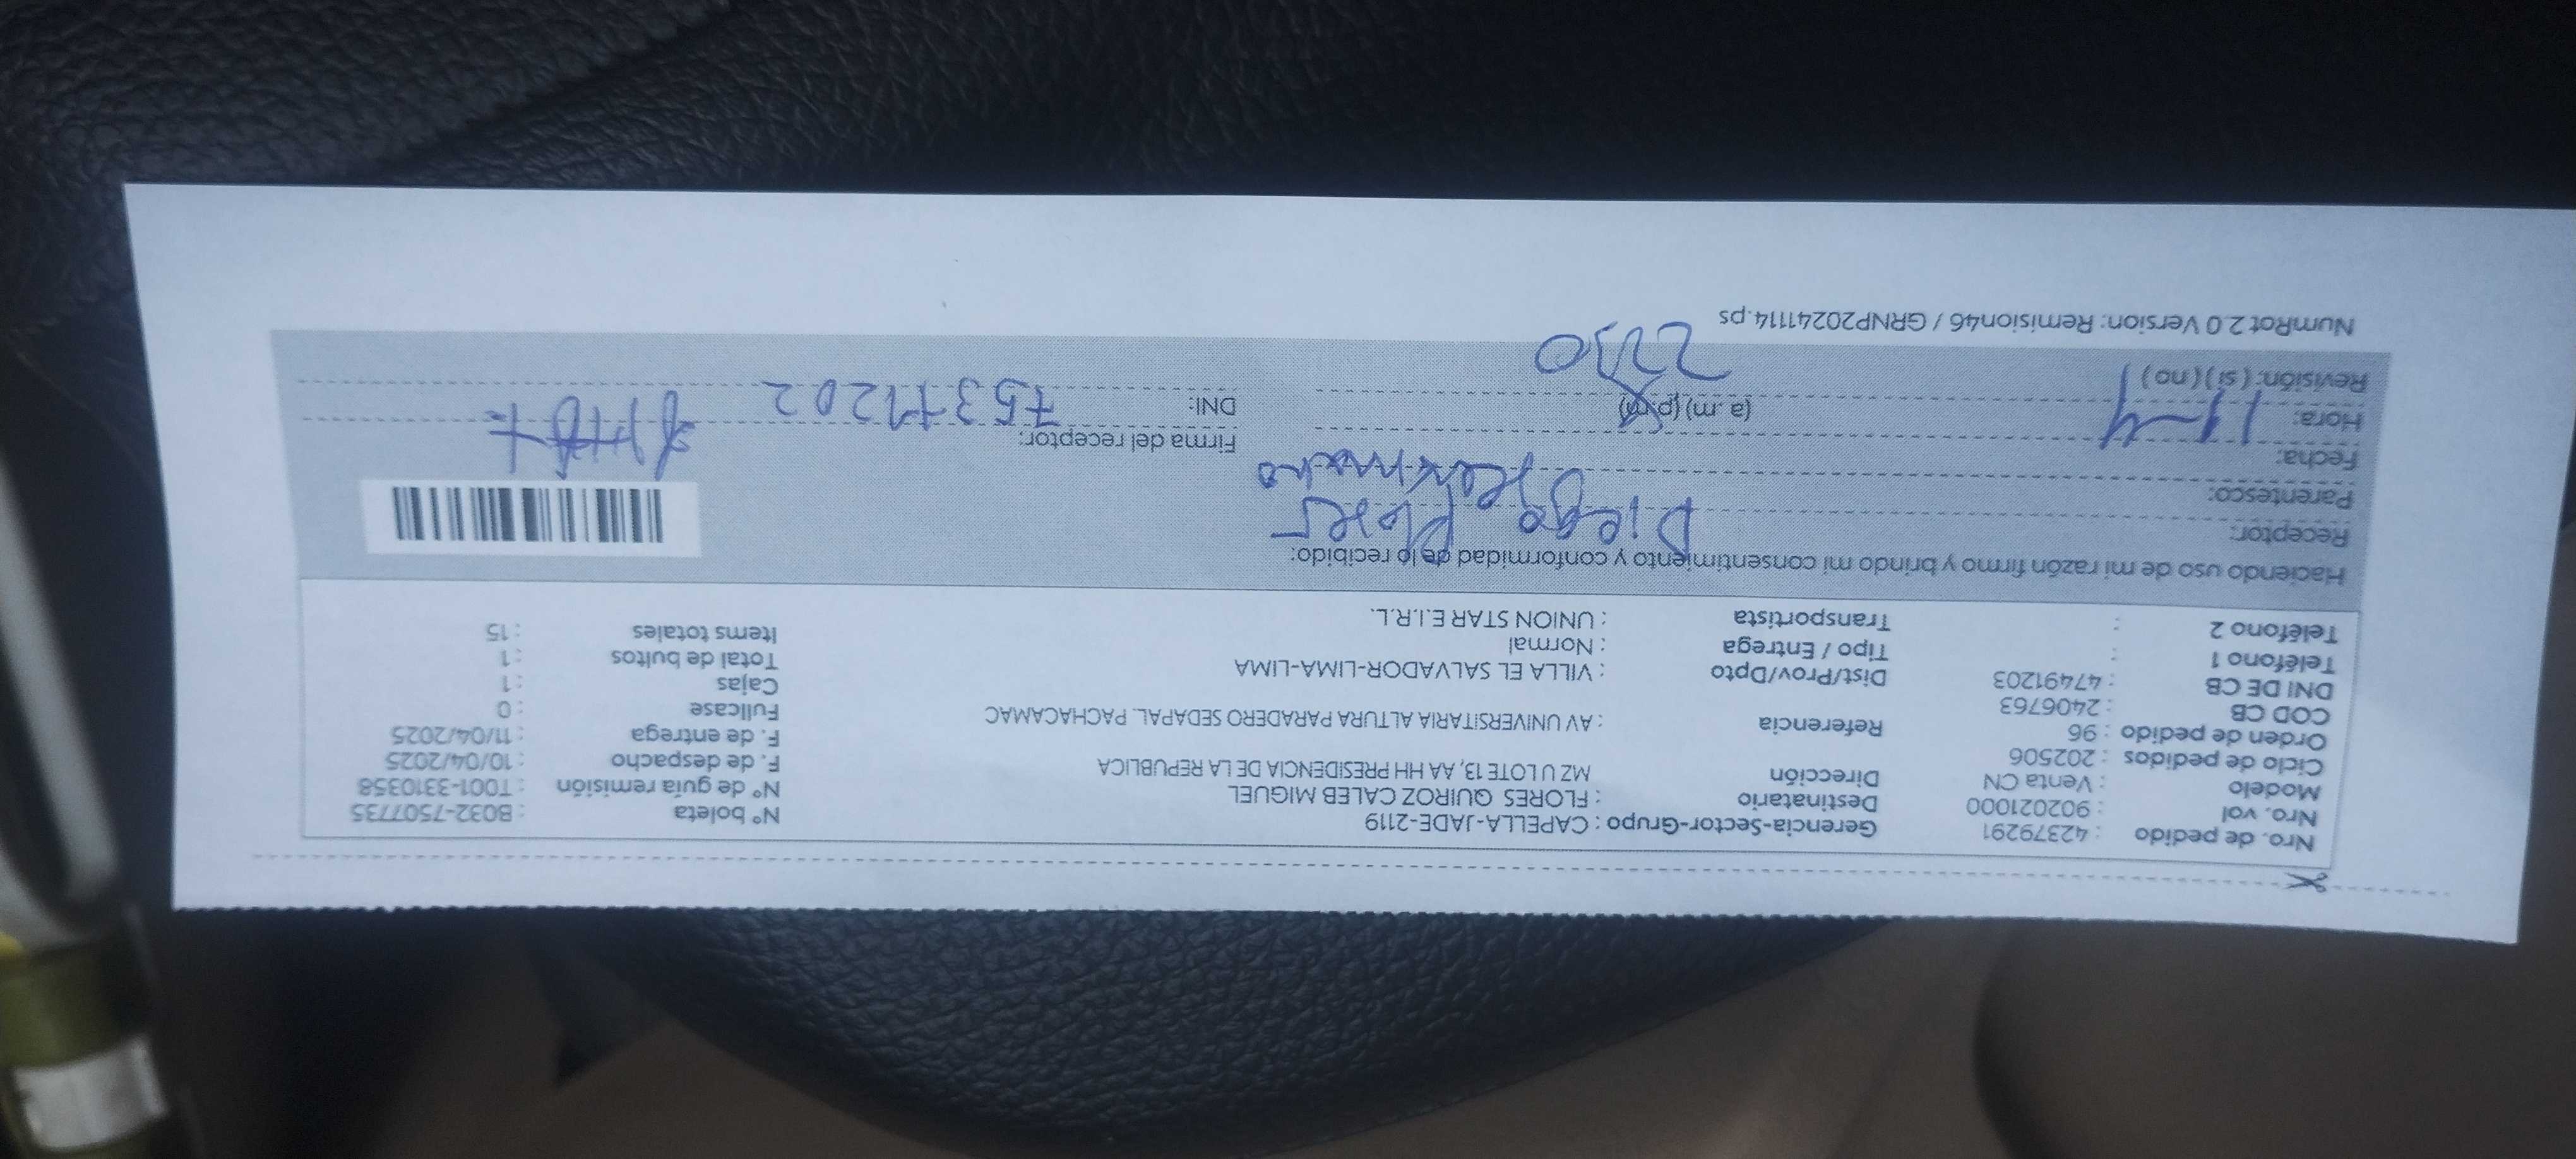 Nro. de pedido : 42379291 Gerencia-Sector-Grupo : CAPELLA-JADE-2119 N° boleta : B032-7507735
Nro. vol : 902021000 Destinatario : FLORES QUIROZ CALEB MIGUEL N° de guía remisión : T001-3310358
Modelo : Venta CN Dirección MZ U LOTE 13, AA HH PRESIDENCIA DE LA REPUBLICA F. de despacho : 10/04/2025
Ciclo de pedidos : 202506 F. de entrega : 11/04/2025
Orden de pedido : 96 Referencia : AV UNIVERSITARIA ALTURA PARADERO SEDAPAL. PACHACAMAC Fullcase : 0
COD CB : 2406763 Cajas : 1
DNI DE CB : 47491203 Dist/Prov/Dpto : VILLA EL SALVADOR-LIMA-LIMA Total de bultos : 1
Teléfono 1 : Tipo / Entrega : Normal Items totales : 15
Teléfono 2 : Transportista : UNION STAR E.I.R.L.
Haciendo uso de mi razón firmo y brindo mi consentimiento y conformidad de lo recibido:
Receptor: Diego Flores
Parentesco:
Fecha: 11-4 Firma del receptor:
Hora: (a.m) (p.m) DNI: 75371202
Revisión: (si) (no)
NumRot 2.0 Version: Remision46 / GRNP20241114.ps